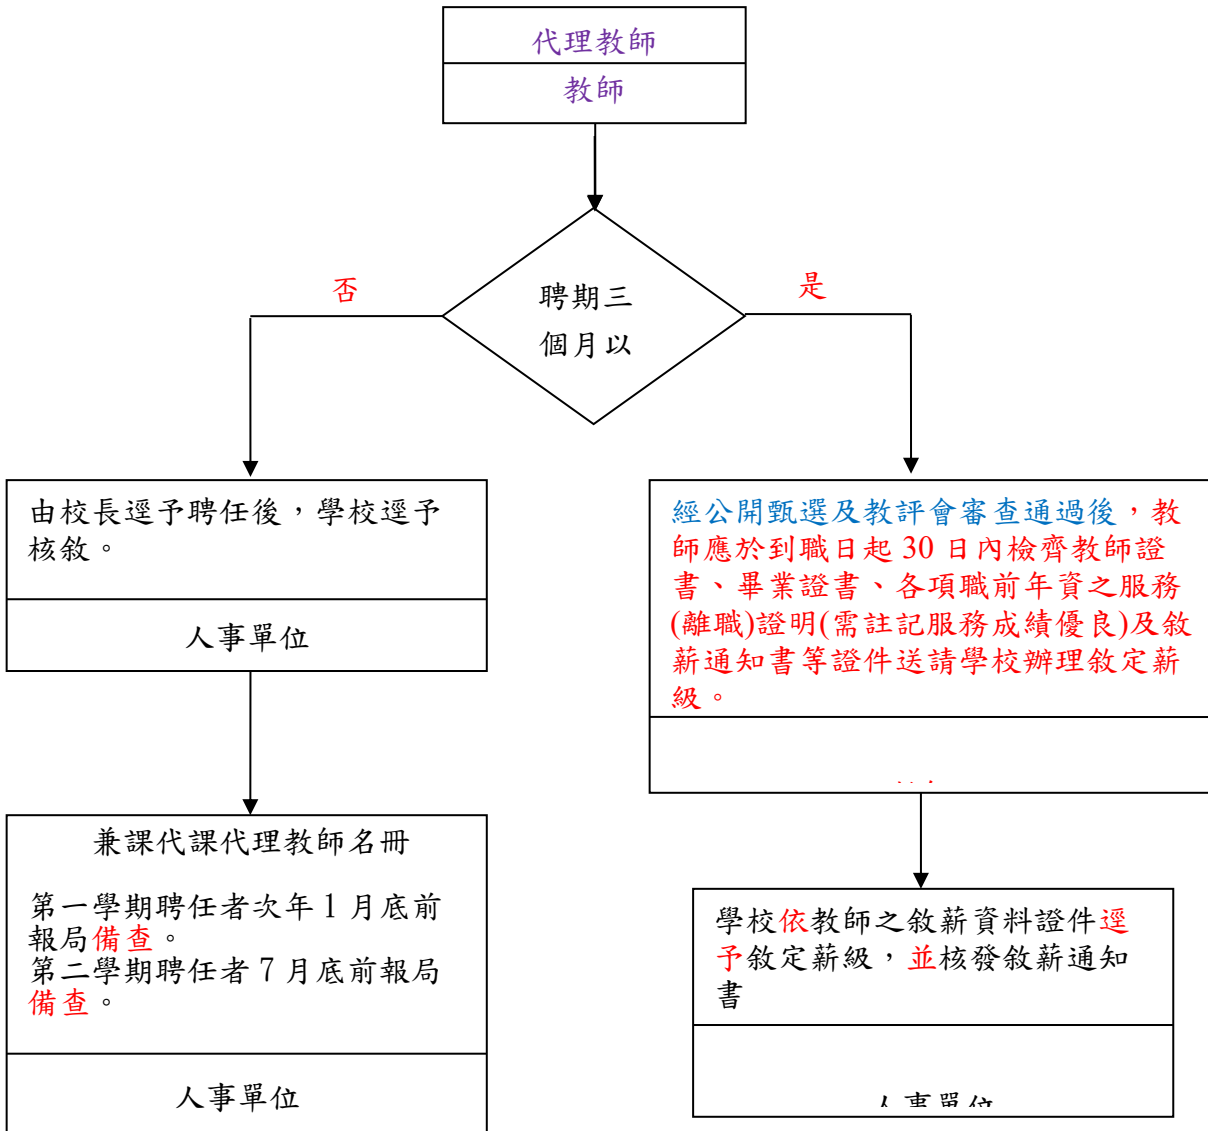 代理教師
教師
否
是
聘期三
個月以
由校長逕予聘任後，學校逕予
核敘。
人事單位
經公開甄選及教評會審查通過後，教
師應於到職日起 30 日內檢齊教師證
書、畢業證書、各項職前年資之服務
(離職)證明(需註記服務成績優良)及敘
薪通知書等證件送請學校辦理敘定薪
級。
兼課代課代理教師名冊
第一學期聘任者次年 1 月底前
報局備查。
第二學期聘任者 7 月底前報局
備查。
人事單位
學校依教師之敘薪資料證件逕
予敘定薪級，並核發敘薪通知
書
人事單位